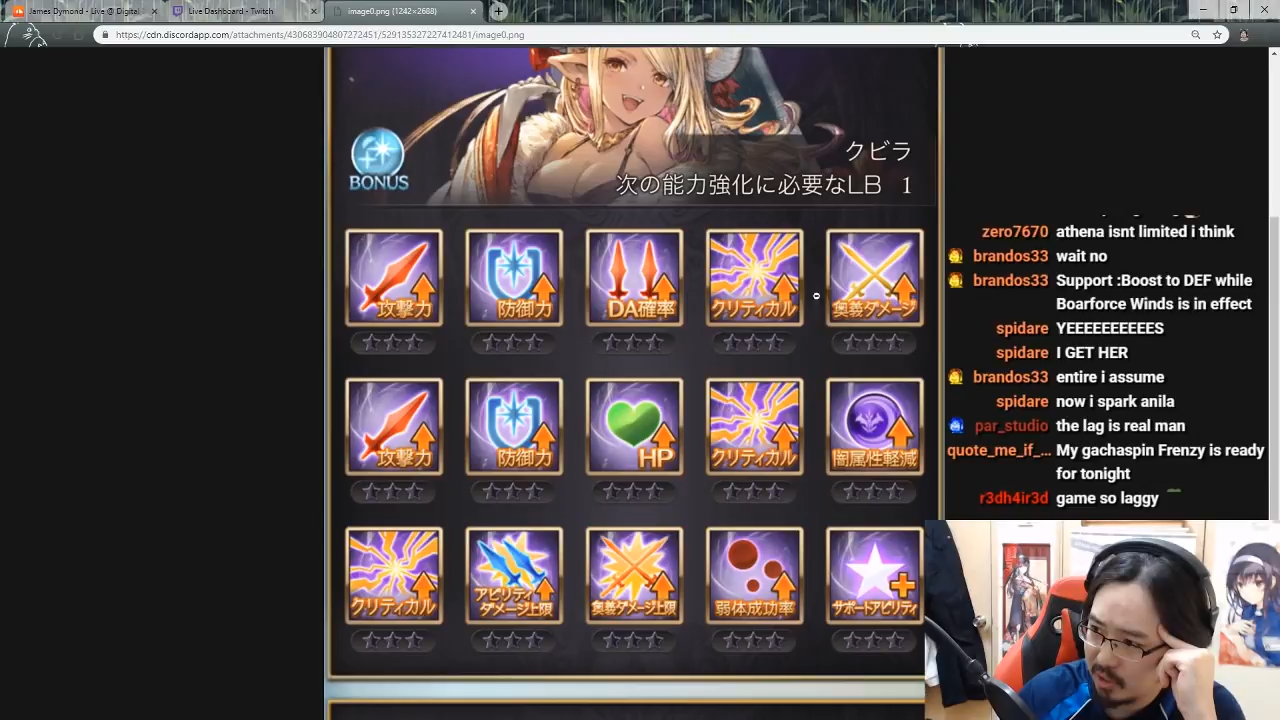 James Dymond - Live @ Digital
Live Dashboard - Twitch
image0.png (1242×2688)
https://cdn.discordapp.com/attachments/430683904807272451/529135327227412481/image0.png
BONUS
クビラ
次の能力強化に必要なLB 1
攻撃力
防御力
DA確率
クリティカル
奥義ダメージ
攻撃力
防御力
HP
クリティカル
闇属性軽減
クリティカル
アビリティ
ダメージ上限
奥義ダメージ上限
弱体成功率
サポートアビリティ
zero7670 athena isnt limited i think
brandos33 wait no
brandos33 Support :Boost to DEF while
Boarforce Winds is in effect
spidare YEEEEEEEEEES
spidare I GET HER
brandos33 entire i assume
spidare now i spark anila
par_studio the lag is real man
quote_me_if_... My gachaspin Frenzy is ready
for tonight
r3dh4ir3d game so laggy